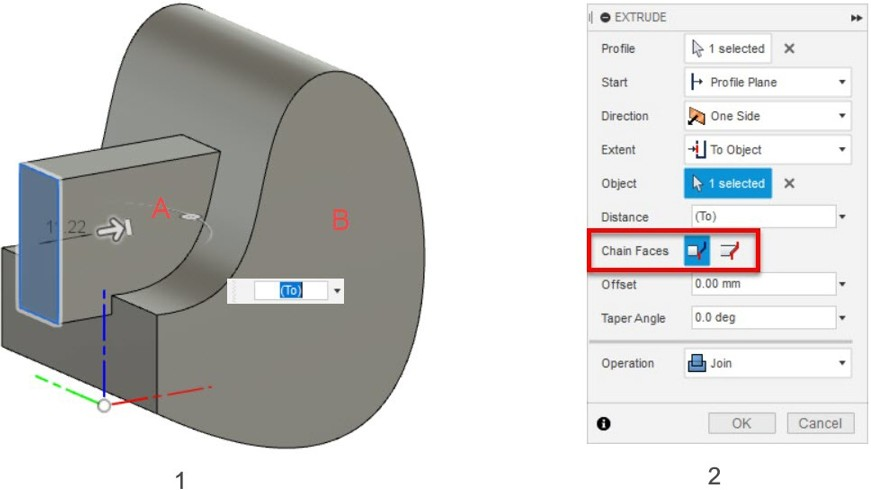 11.22
A
B
(To)
1
EXTRUDE
Profile
1 selected
Start
Profile Plane
Direction
One Side
Extent
To Object
Object
1 selected
Distance
(To)
Chain Faces
Offset
0.00 mm
Taper Angle
0.0 deg
Operation
Join
OK
Cancel
2